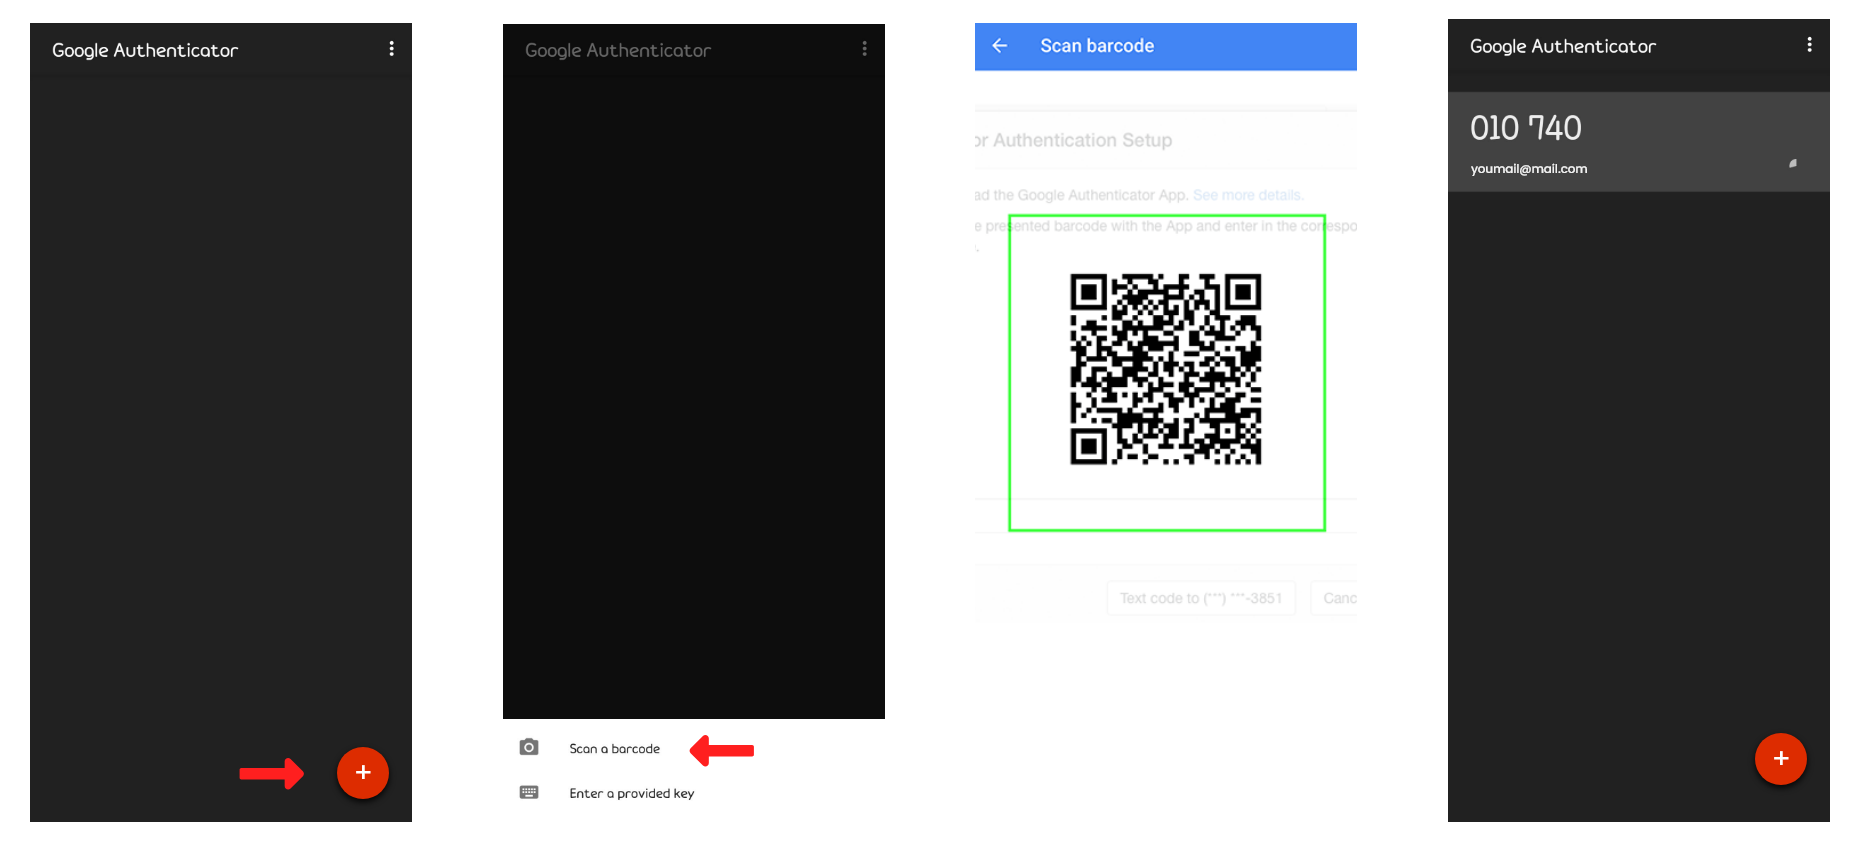 Google Authenticator
Google Authenticator
Scan a barcode
Enter a provided key
Scan barcode
or Authentication Setup
ad the Google Authenticator App. See more details.
e presented barcode with the App and enter in the correspo
Text code to (***) ***-3851
Canc
Google Authenticator
010 740
youmail@mail.com